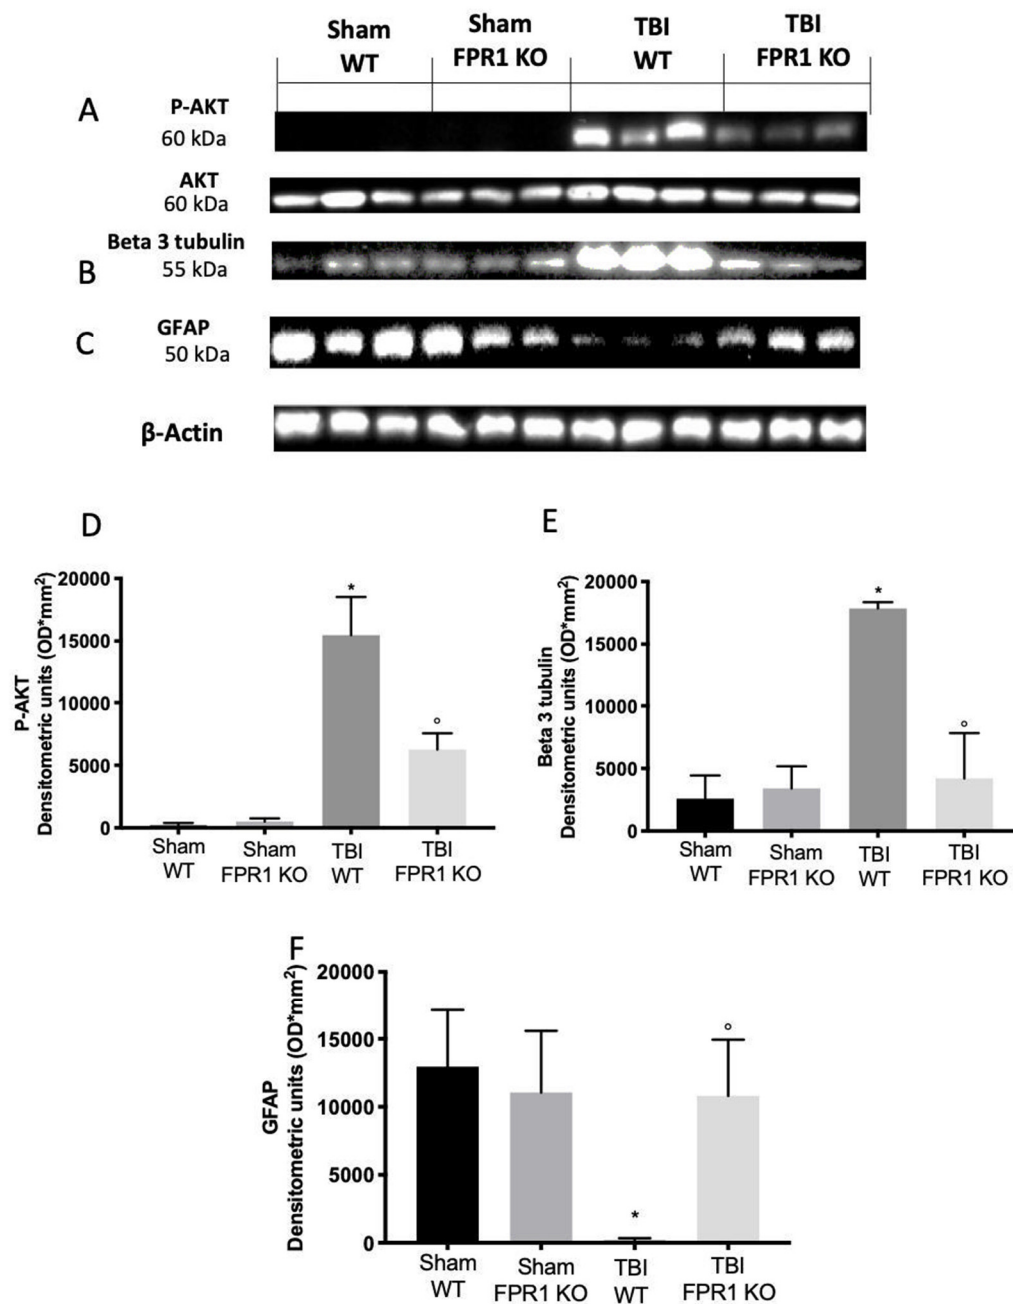 Sham
WT
Sham
FPR1 KO
TBI
WT
TBI
FPR1 KO
A
P-AKT
60 kDa
AKT
60 kDa
Beta 3 tubulin
B
55 kDa
C
GFAP
50 kDa
β-Actin
D
P-AKT
Densitometric units (OD*mm²)
20000
15000
10000
5000
0
*
°
Sham
WT
Sham
FPR1 KO
TBI
WT
TBI
FPR1 KO
E
Beta 3 tubulin
Densitometric units (OD*mm²)
20000
15000
10000
5000
0
*
°
Sham
WT
Sham
FPR1 KO
TBI
WT
TBI
FPR1 KO
F
GFAP
Densitometric units (OD*mm²)
20000
15000
10000
5000
0
*
°
Sham
WT
Sham
FPR1 KO
TBI
WT
TBI
FPR1 KO